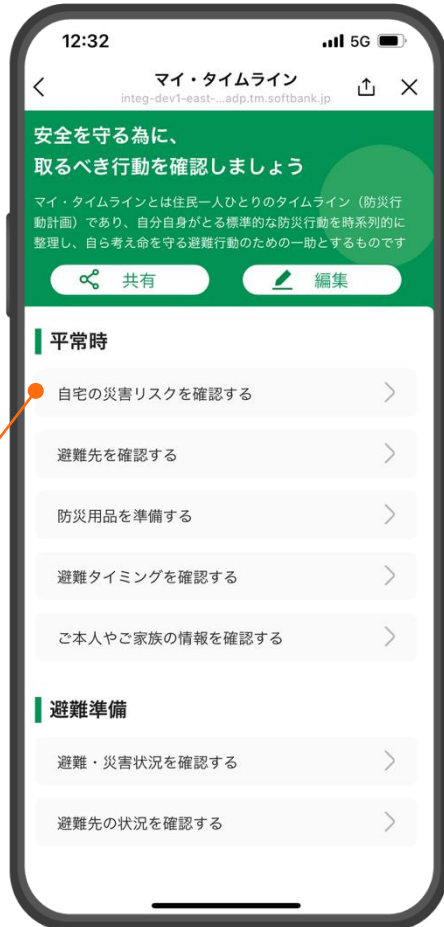 12:32
5G
マイ・タイムライン
integ-dev1-east-...adp.tm.softbank.jp
安全を守る為に、
取るべき行動を確認しましょう
マイ・タイムラインとは住民一人ひとりのタイムライン（防災行
動計画）であり、自分自身がとる標準的な防災行動を時系列的に
整理し、自ら考え命を守る避難行動のための一助とするものです
共有
編集
平常時
自宅の災害リスクを確認する
避難先を確認する
防災用品を準備する
避難タイミングを確認する
ご本人やご家族の情報を確認する
避難準備
避難・災害状況を確認する
避難先の状況を確認する